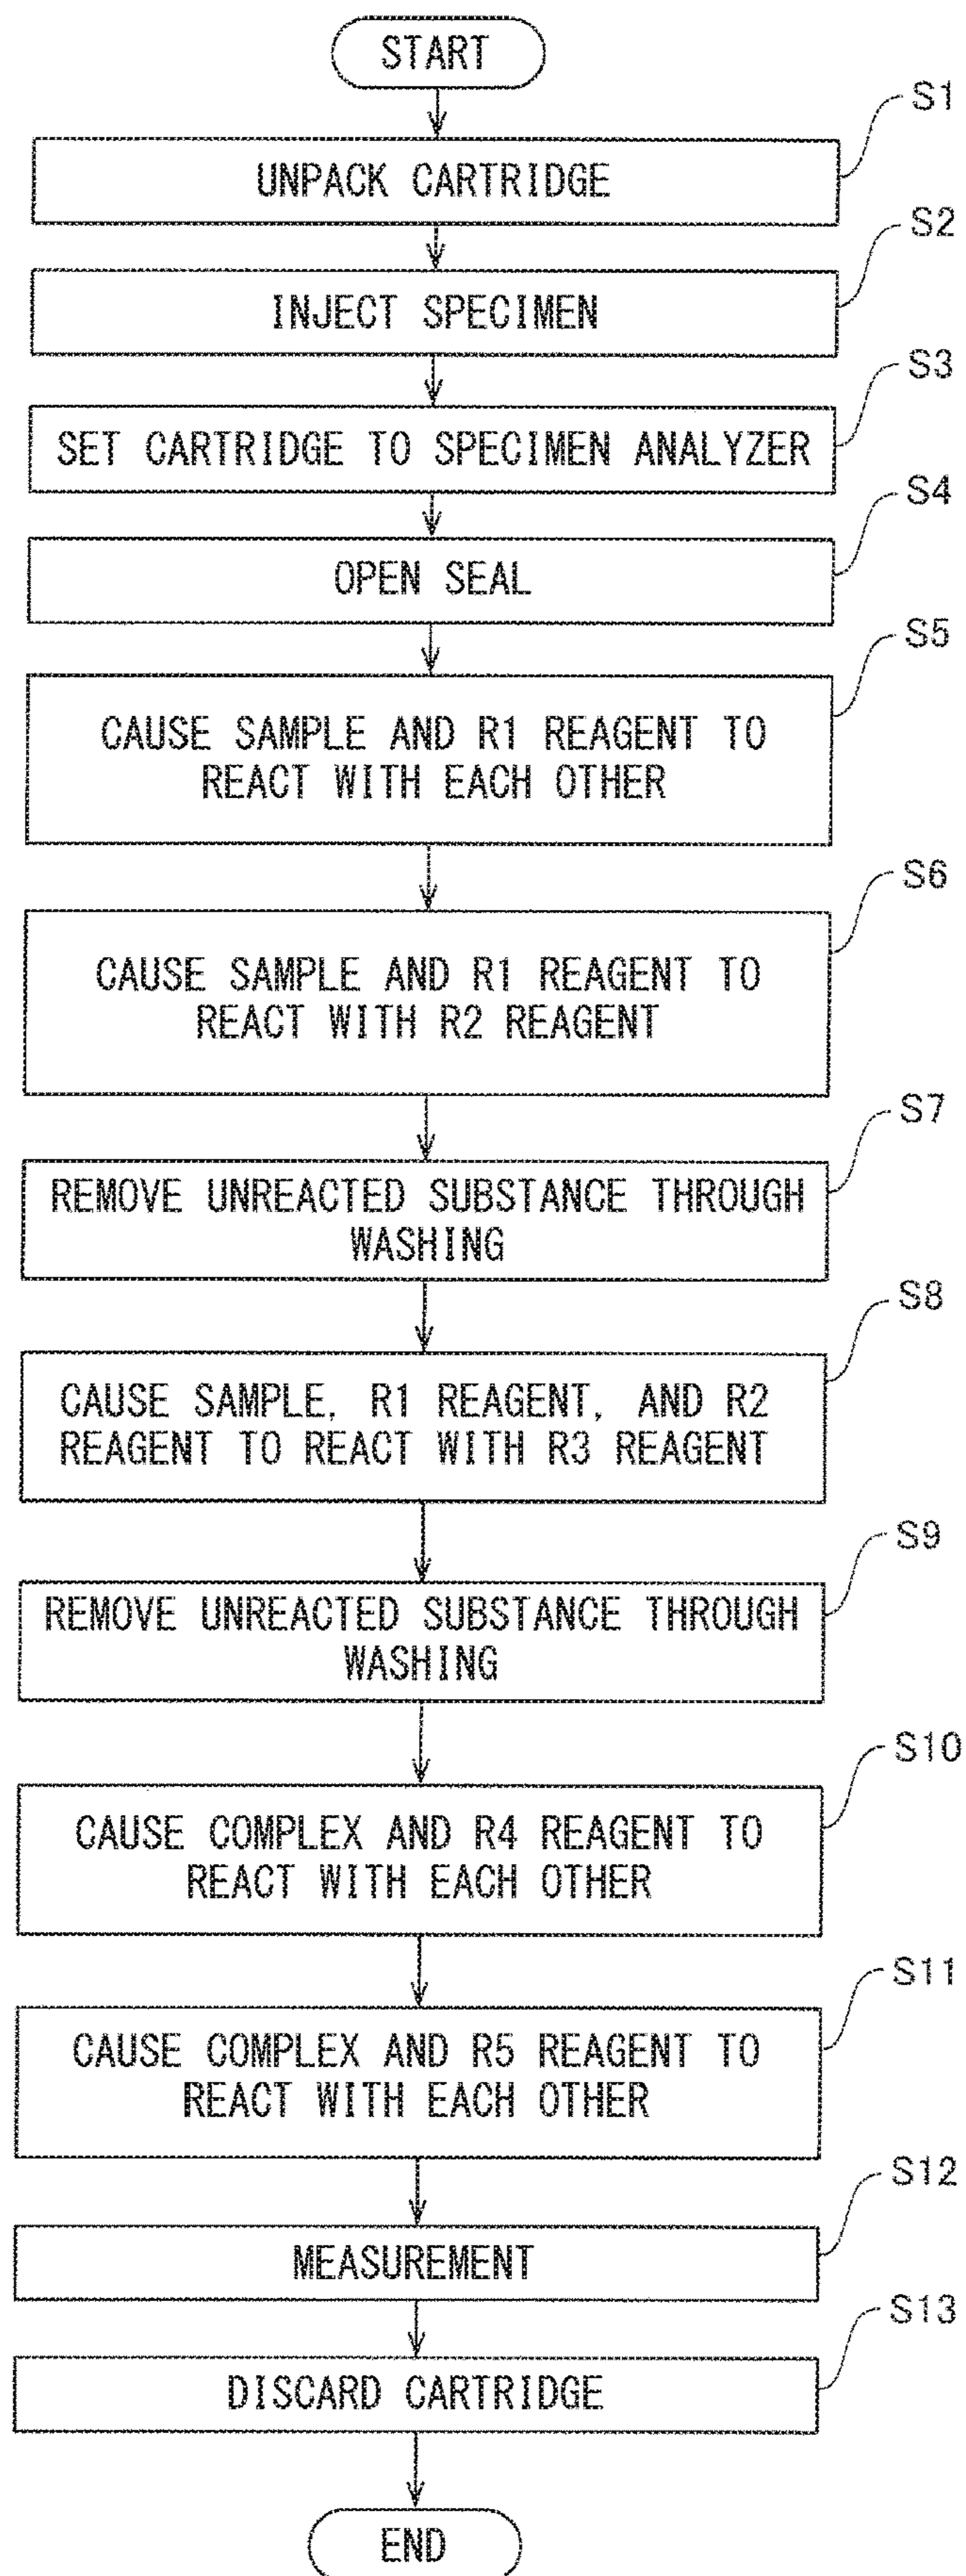 START
S1
UNPACK CARTRIDGE
S2
INJECT SPECIMEN
S3
SET CARTRIDGE TO SPECIMEN ANALYZER
S4
OPEN SEAL
S5
CAUSE SAMPLE AND R1 REAGENT TO
REACT WITH EACH OTHER
S6
CAUSE SAMPLE AND R1 REAGENT TO
REACT WITH R2 REAGENT
S7
REMOVE UNREACTED SUBSTANCE THROUGH
WASHING
S8
CAUSE SAMPLE, R1 REAGENT, AND R2
REAGENT TO REACT WITH R3 REAGENT
S9
REMOVE UNREACTED SUBSTANCE THROUGH
WASHING
S10
CAUSE COMPLEX AND R4 REAGENT TO
REACT WITH EACH OTHER
S11
CAUSE COMPLEX AND R5 REAGENT TO
REACT WITH EACH OTHER
S12
MEASUREMENT
S13
DISCARD CARTRIDGE
END